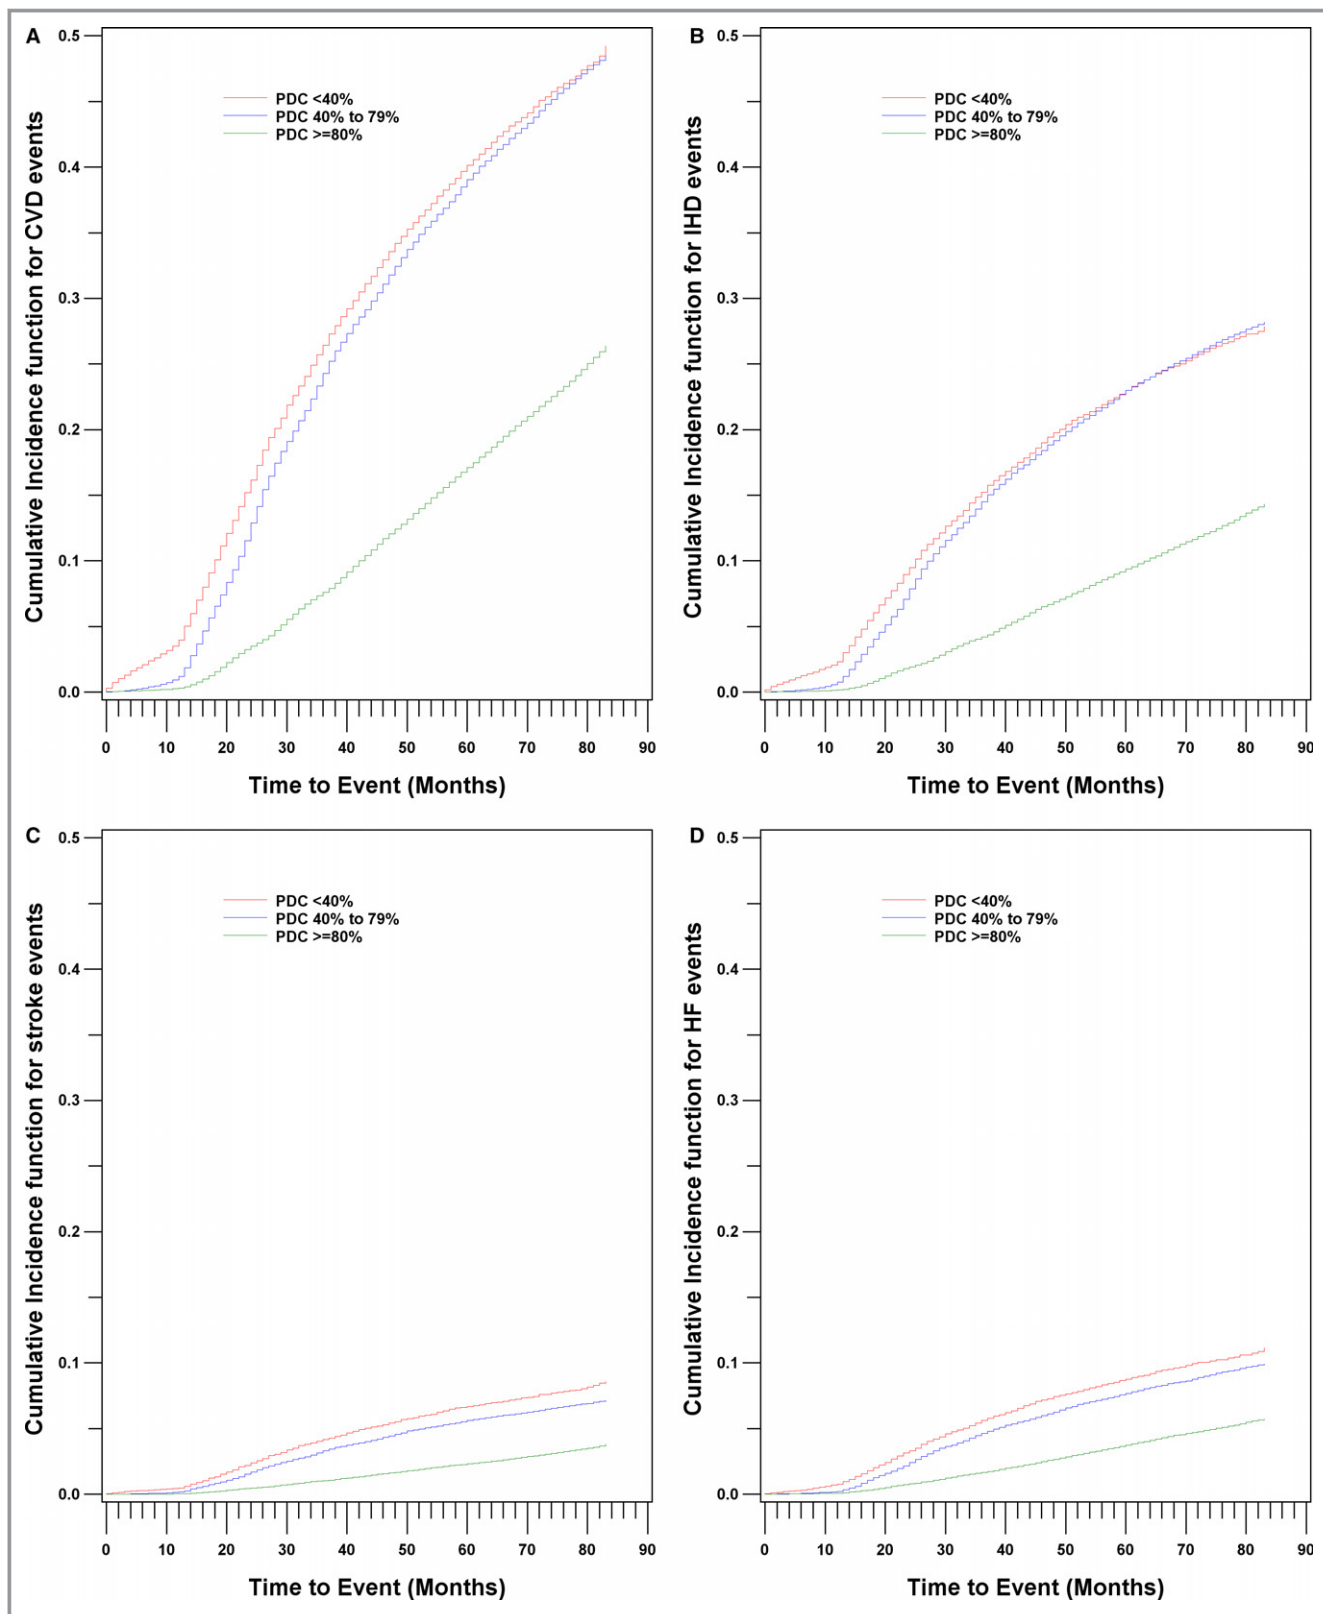 A
Cumulative Incidence function for CVD events
0.5
0.4
0.3
0.2
0.1
0.0
PDC <40%
PDC 40% to 79%
PDC >=80%
0 10 20 30 40 50 60 70 80 90
Time to Event (Months)
B
Cumulative Incidence function for IHD events
0.5
0.4
0.3
0.2
0.1
0.0
PDC <40%
PDC 40% to 79%
PDC >=80%
0 10 20 30 40 50 60 70 80 90
Time to Event (Months)
C
Cumulative Incidence function for stroke events
0.5
0.4
0.3
0.2
0.1
0.0
PDC <40%
PDC 40% to 79%
PDC >=80%
0 10 20 30 40 50 60 70 80 90
Time to Event (Months)
D
Cumulative Incidence function for HF events
0.5
0.4
0.3
0.2
0.1
0.0
PDC <40%
PDC 40% to 79%
PDC >=80%
0 10 20 30 40 50 60 70 80 90
Time to Event (Months)